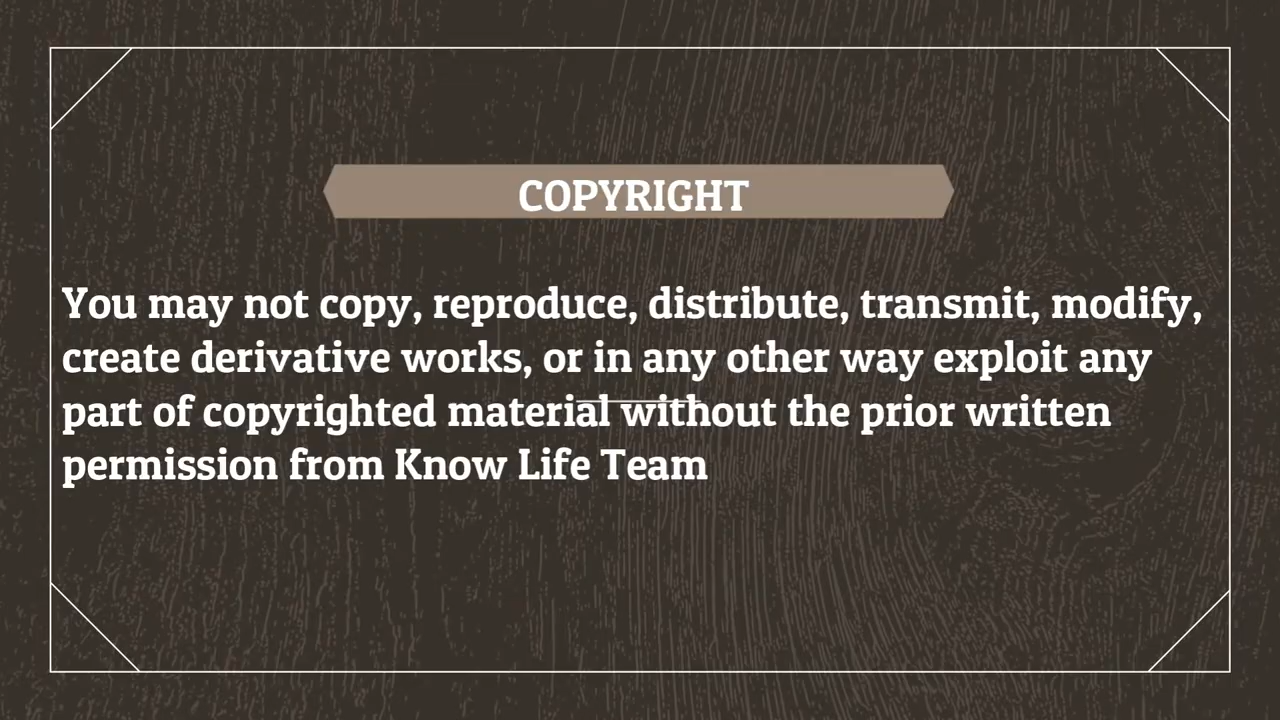 COPYRIGHT
You may not copy, reproduce, distribute, transmit, modify,
create derivative works, or in any other way exploit any
part of copyrighted material without the prior written
permission from Know Life Team